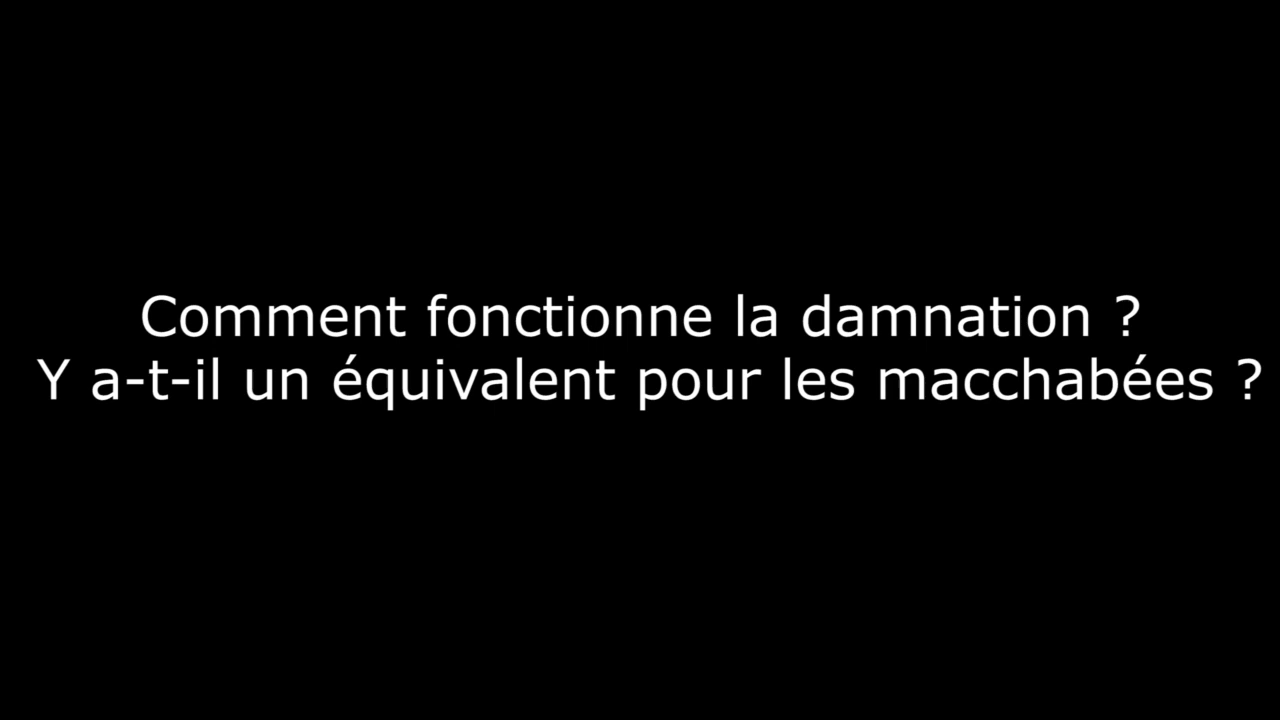 Comment fonctionne la damnation ?
Y a-t-il un équivalent pour les macchabées ?